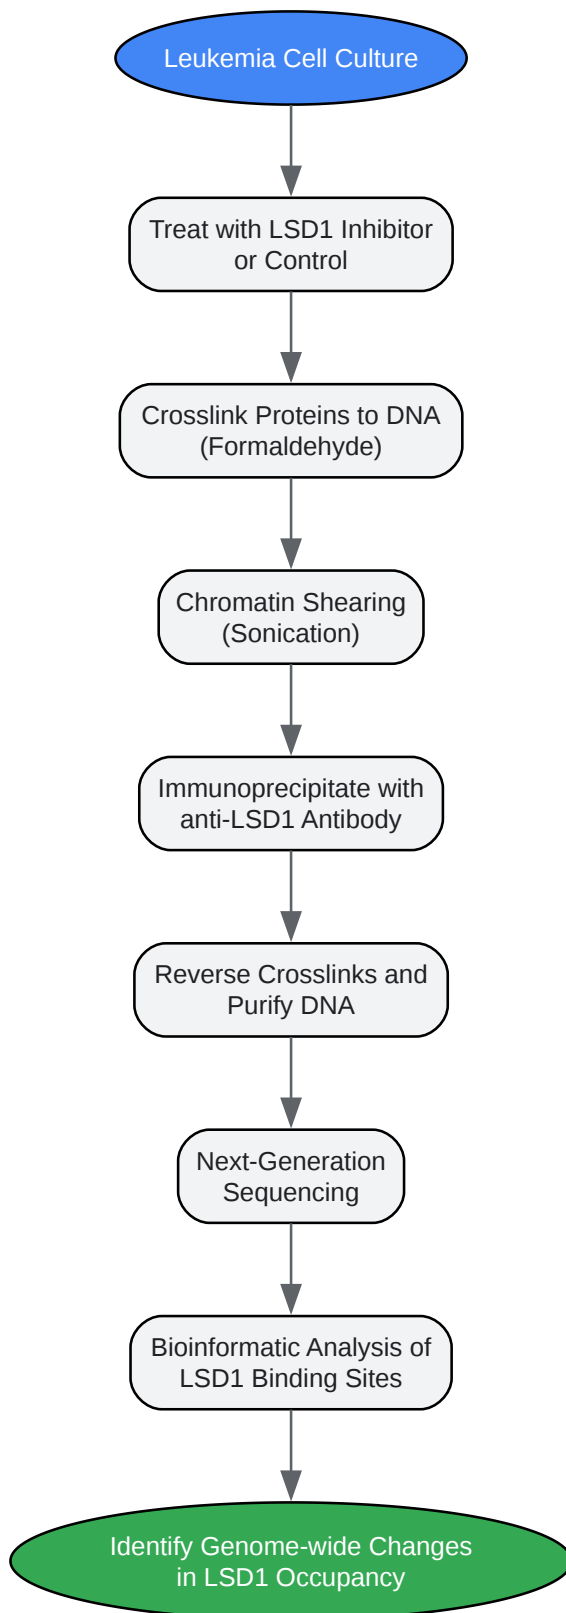 Leukemia Cell Culture
Treat with LSD1 Inhibitor
or Control
Crosslink Proteins to DNA
(Formaldehyde)
Chromatin Shearing
(Sonication)
Immunoprecipitate with
anti-LSD1 Antibody
Reverse Crosslinks and
Purify DNA
Next-Generation
Sequencing
Bioinformatic Analysis of
LSD1 Binding Sites
Identify Genome-wide Changes
in LSD1 Occupancy